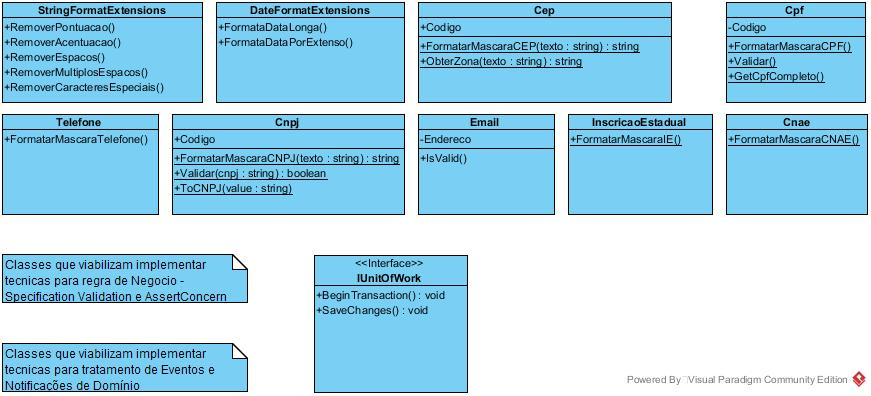 StringFormatExtensions
+RemoverPontuacao()
+RemoverAcentuacao()
+RemoverEspacos()
+RemoverMultiplosEspacos()
+RemoverCaracteresEspeciais()
DateFormatExtensions
+FormataDataLonga()
+FormataDataPorExtenso()
Cep
+Codigo
+FormatarMascaraCEP(texto : string) : string
+ObterZona(texto : string) : string
Cpf
-Codigo
+FormatarMascaraCPF()
+Validar()
+GetCpfCompleto()
Telefone
+FormatarMascaraTelefone()
Cnpj
+Codigo
+FormatarMascaraCNPJ(texto : string) : string
+Validar(cnpj : string) : boolean
+ToCNPJ(value : string)
Email
-Endereco
+IsValid()
InscricaoEstadual
+FormatarMascaraIE()
Cnae
+FormatarMascaraCNAE()
Classes que viabilizam implementar
tecnicas para regra de Negocio -
Specification Validation e AssertConcern
<<Interface>>
IUnitOfWork
+BeginTransaction() : void
+SaveChanges() : void
Classes que viabilizam implementar
tecnicas para tratamento de Eventos e
Notificações de Domínio
Powered By Visual Paradigm Community Edition